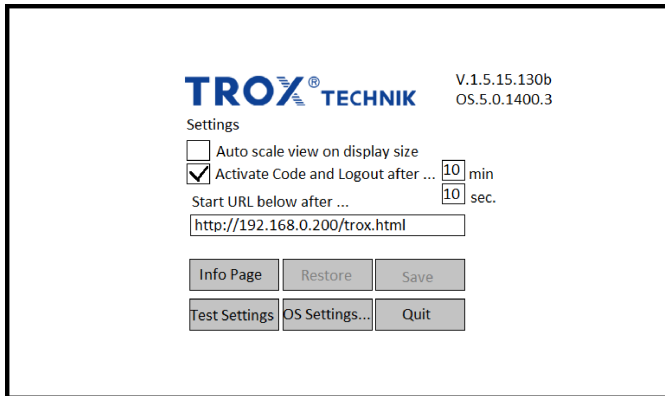 TROX® TECHNIK
V.1.5.15.130b
OS.5.0.1400.3
Settings
Auto scale view on display size
Activate Code and Logout after ... 10 min
Start URL below after ... 10 sec.
http://192.168.0.200/trox.html
Info Page Restore Save
Test Settings OS Settings... Quit